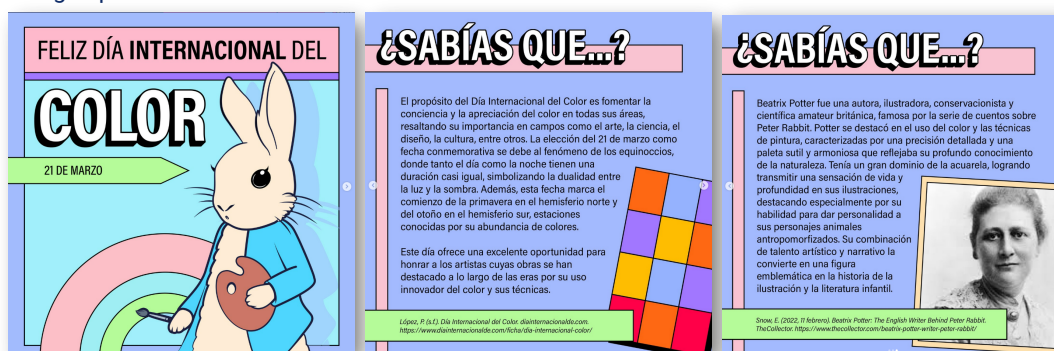 FELIZ DÍA INTERNACIONAL DEL
COLOR
21 DE MARZO
¿SABÍAS QUE...?
El propósito del Día Internacional del Color es fomentar la
conciencia y la apreciación del color en todas sus áreas,
resaltando su importancia en campos como el arte, la ciencia, el
diseño, la cultura, entre otros. La elección del 21 de marzo como
fecha conmemorativa se debe al fenómeno de los equinoccios,
donde tanto el día como la noche tienen una
duración casi igual, simbolizando la dualidad entre
la luz y la sombra. Además, esta fecha marca el
comienzo de la primavera en el hemisferio norte y
del otoño en el hemisferio sur, estaciones
conocidas por su abundancia de colores.
Este día ofrece una excelente oportunidad para
honrar a los artistas cuyas obras se han
destacado a lo largo de las eras por su uso
innovador del color y sus técnicas.
López, P. (s.f.). Día Internacional del Color. diainternacionalde.com.
https://www.diainternacionalde.com/ficha/dia-internacional-color/
¿SABÍAS QUE...?
Beatrix Potter fue una autora, ilustradora, conservacionista y
científica amateur británica, famosa por la serie de cuentos sobre
Peter Rabbit. Potter se destacó en el uso del color y las técnicas
de pintura, caracterizadas por una precisión detallada y una
paleta sutil y armoniosa que reflejaba su profundo conocimiento
de la naturaleza. Tenía un gran dominio de la acuarela, logrando
transmitir una sensación de vida y
profundidad en sus ilustraciones,
destacando especialmente por su
habilidad para dar personalidad a
sus personajes animales
antropomorfizados. Su combinación
de talento artístico y narrativo la
convierte en una figura
emblemática en la historia de la
ilustración y la literatura infantil.
Snow, E. (2022, 11 febrero). Beatrix Potter: The English Writer Behind Peter Rabbit.
TheCollector. https://www.thecollector.com/beatrix-potter-writer-peter-rabbit/